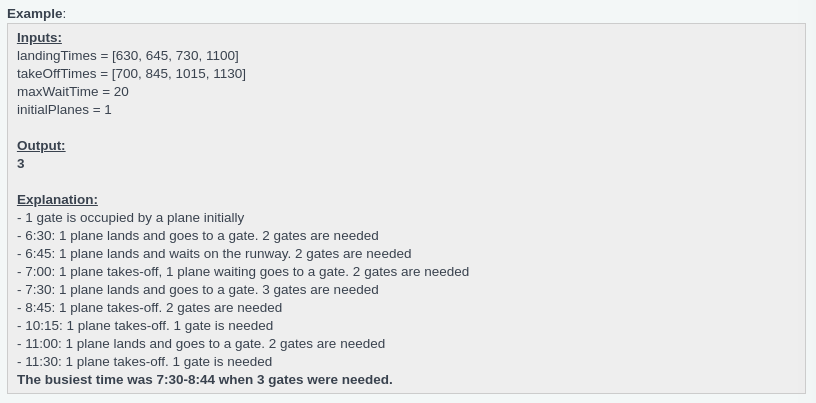 Example:
Inputs:
landingTimes = [630, 645, 730, 1100]
takeOffTimes = [700, 845, 1015, 1130]
maxWaitTime = 20
initialPlanes = 1
Output:
3
Explanation:
- 1 gate is occupied by a plane initially
- 6:30: 1 plane lands and goes to a gate. 2 gates are needed
- 6:45: 1 plane lands and waits on the runway. 2 gates are needed
- 7:00: 1 plane takes-off, 1 plane waiting goes to a gate. 2 gates are needed
- 7:30: 1 plane lands and goes to a gate. 3 gates are needed
- 8:45: 1 plane takes-off. 2 gates are needed
- 10:15: 1 plane takes-off. 1 gate is needed
- 11:00: 1 plane lands and goes to a gate. 2 gates are needed
- 11:30: 1 plane takes-off. 1 gate is needed
The busiest time was 7:30-8:44 when 3 gates were needed.